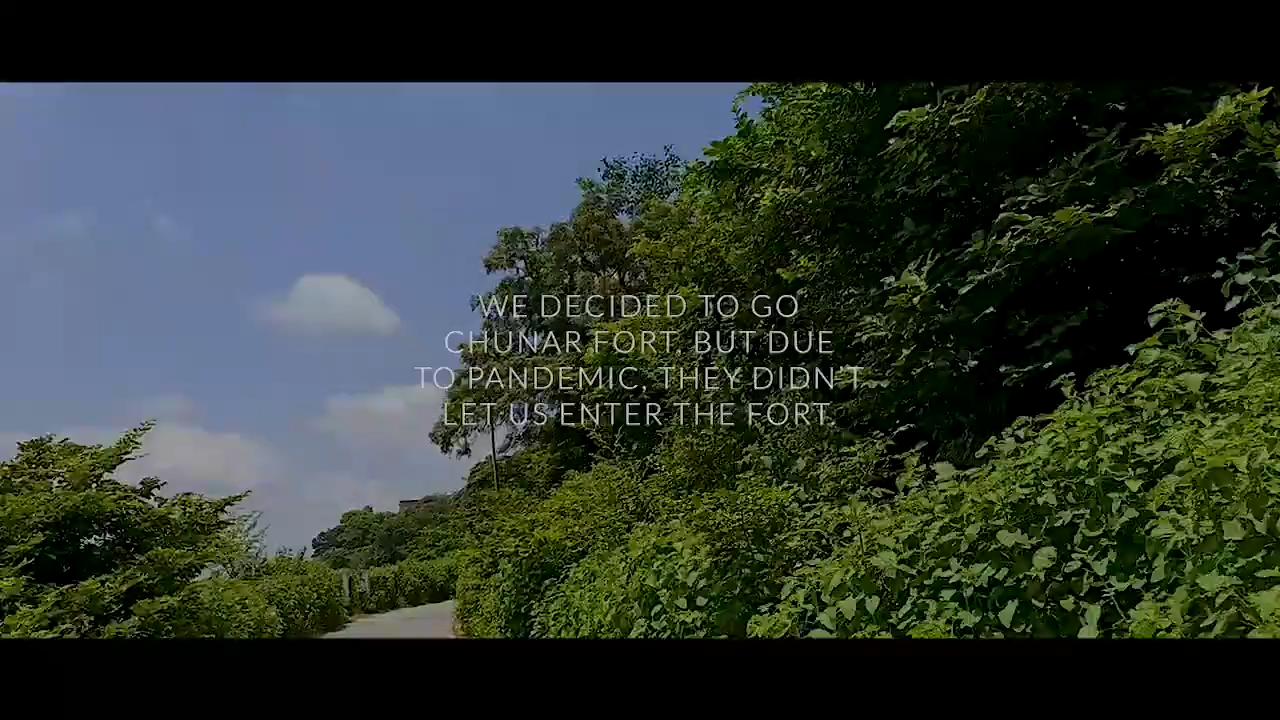 WE DECIDED TO GO
CHUNAR FORT. BUT DUE
TO PANDEMIC, THEY DIDN'T
LET US ENTER THE FORT.